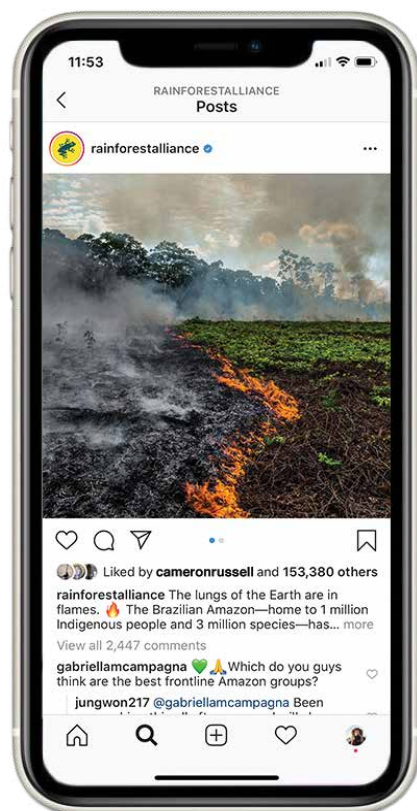 11:53
RAINFORESTALLIANCE
Posts
rainforestalliance
Liked by cameronrussell and 153,380 others
rainforestalliance The lungs of the Earth are in
flames. 🔥 The Brazilian Amazon—home to 1 million
Indigenous people and 3 million species—has... more
View all 2,447 comments
gabriellamcampagna 💚🙏Which do you guys
think are the best frontline Amazon groups?
jungwon217 @gabriellamcampagna Been